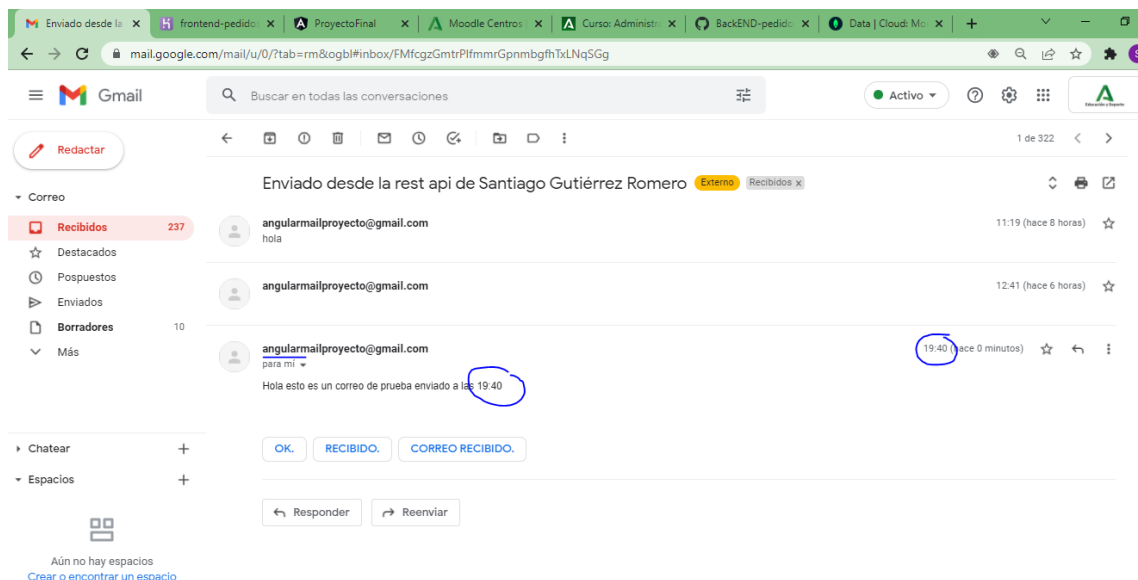 Enviado desde la
frontend-pedido
ProyectoFinal
Moodle Centros
Curso: Administra
BackEND-pedido
Data | Cloud: Mon
mail.google.com/mail/u/0/?tab=rm&ogbl#inbox/FMfcgzGmtrPlfmmrGpnmbgfhTxLNqSGg
Gmail
Buscar en todas las conversaciones
Activo
Educación y Deporte
Redactar
1 de 322
Correo
Enviado desde la rest api de Santiago Gutiérrez Romero Externo Recibidos x
Recibidos 237
Destacados
Pospuestos
Enviados
Borradores 10
Más
angularmailproyecto@gmail.com 11:19 (hace 8 horas)
hola
angularmailproyecto@gmail.com 12:41 (hace 6 horas)
angularmailproyecto@gmail.com 19:40 (hace 0 minutos)
para mí
Hola esto es un correo de prueba enviado a las 19:40
Chatear
Espacios
OK. RECIBIDO. CORREO RECIBIDO.
Responder Reenviar
Aún no hay espacios
Crear o encontrar un espacio